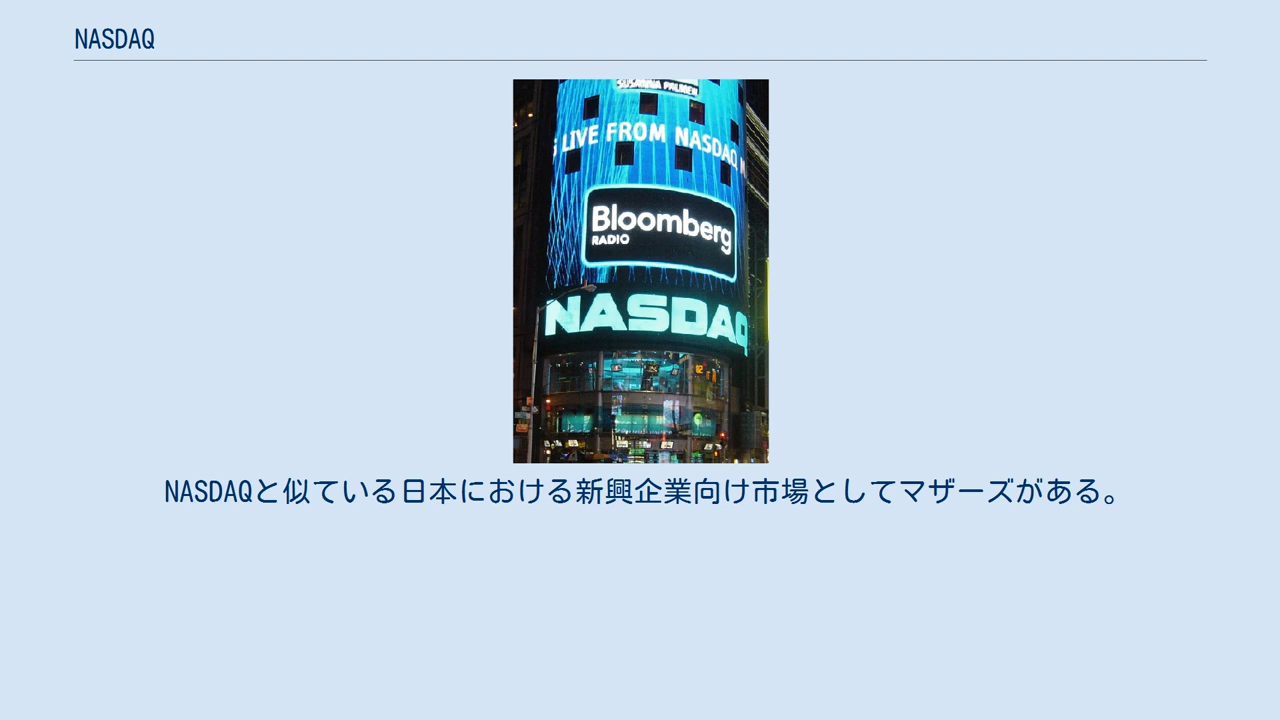 NASDAQ
SUSANNA PALMER
LIVE FROM NASDAQ
Bloomberg
RADIO
NASDAQ
NASDAQと似ている日本における新興企業向け市場としてマザーズがある。